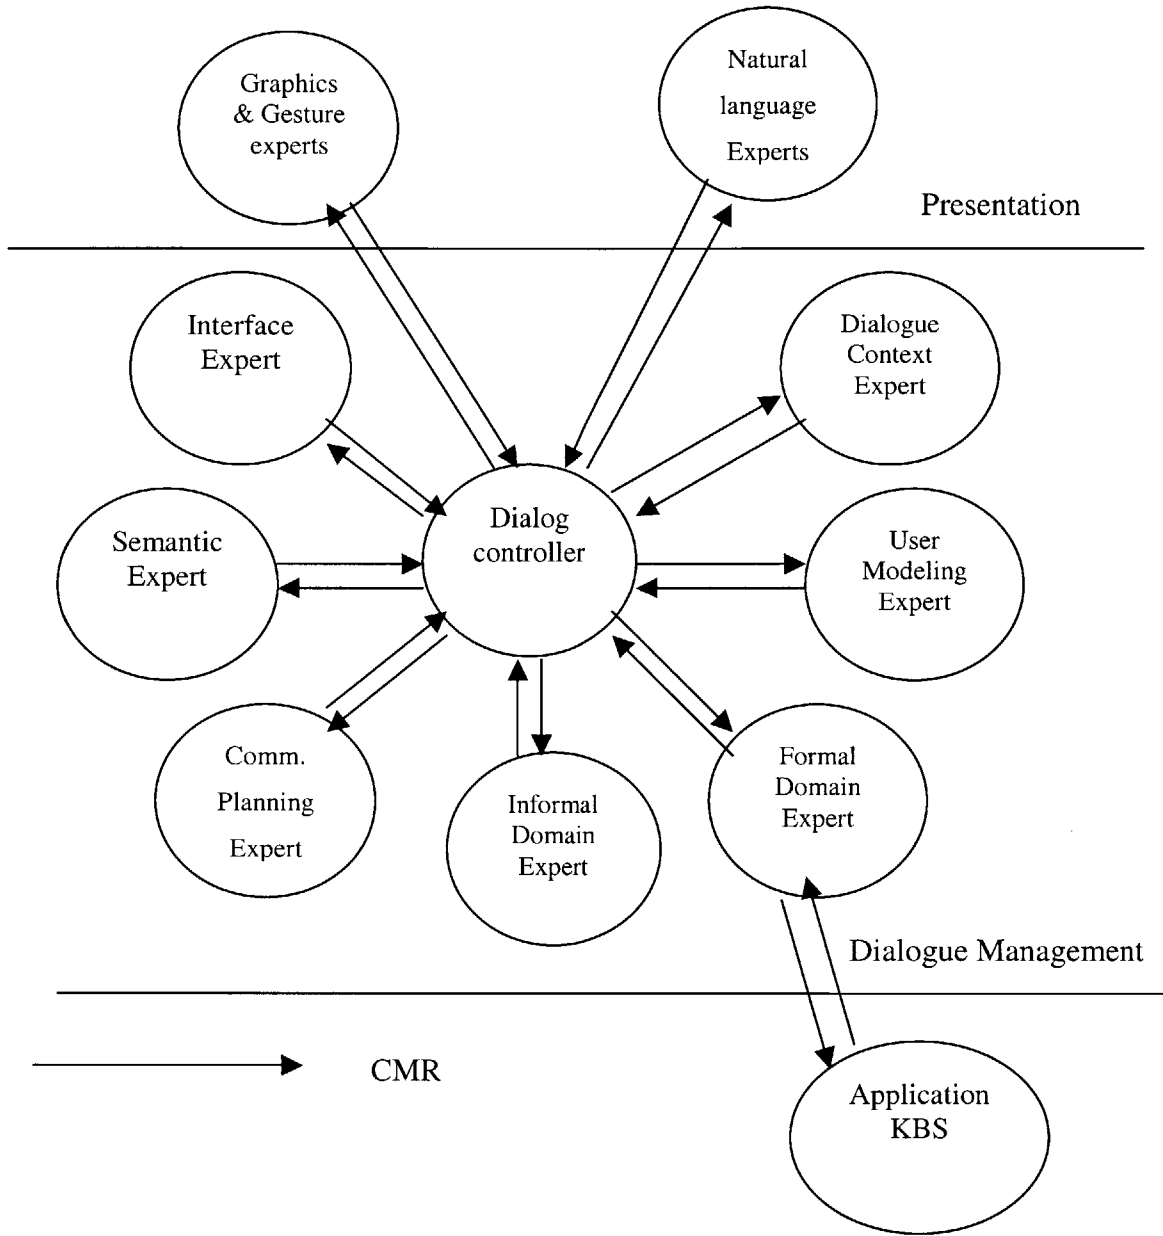 Graphics
& Gesture
experts
Natural
language
Experts
Presentation
Interface
Expert
Dialogue
Context
Expert
Dialog
controller
Semantic
Expert
User
Modeling
Expert
Comm.
Planning
Expert
Informal
Domain
Expert
Formal
Domain
Expert
Dialogue Management
CMR
Application
KBS